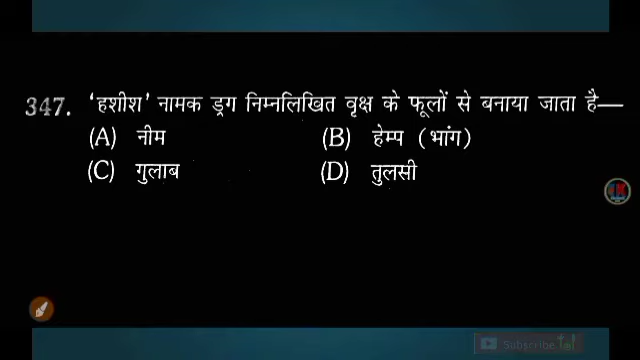 347. ‘हशीश’ नामक ड्रग निम्नलिखित वृक्ष के फूलों से बनाया जाता है—
(A) नीम (B) हेम्प (भांग)
(C) गुलाब (D) तुलसी
Subscribe